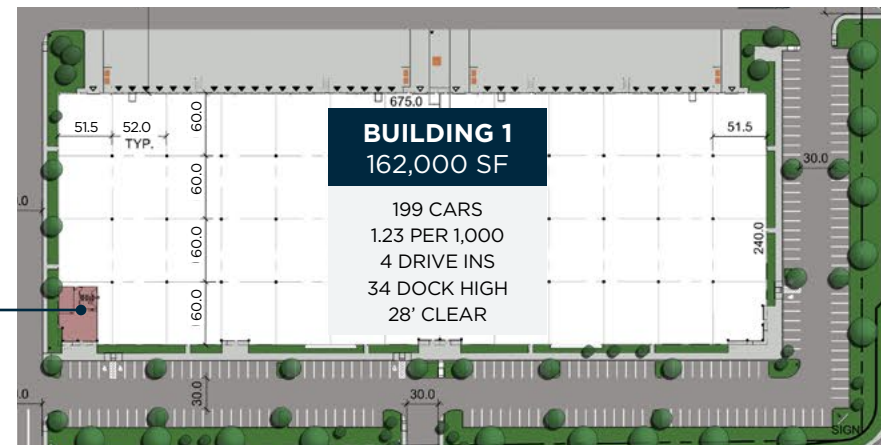 675.0
51.5
52.0
TYP.
60.0
60.0
60.0
60.0
BUILDING 1
162,000 SF
199 CARS
1.23 PER 1,000
4 DRIVE INS
34 DOCK HIGH
28’ CLEAR
51.5
30.0
240.0
30.0
30.0
SIGN